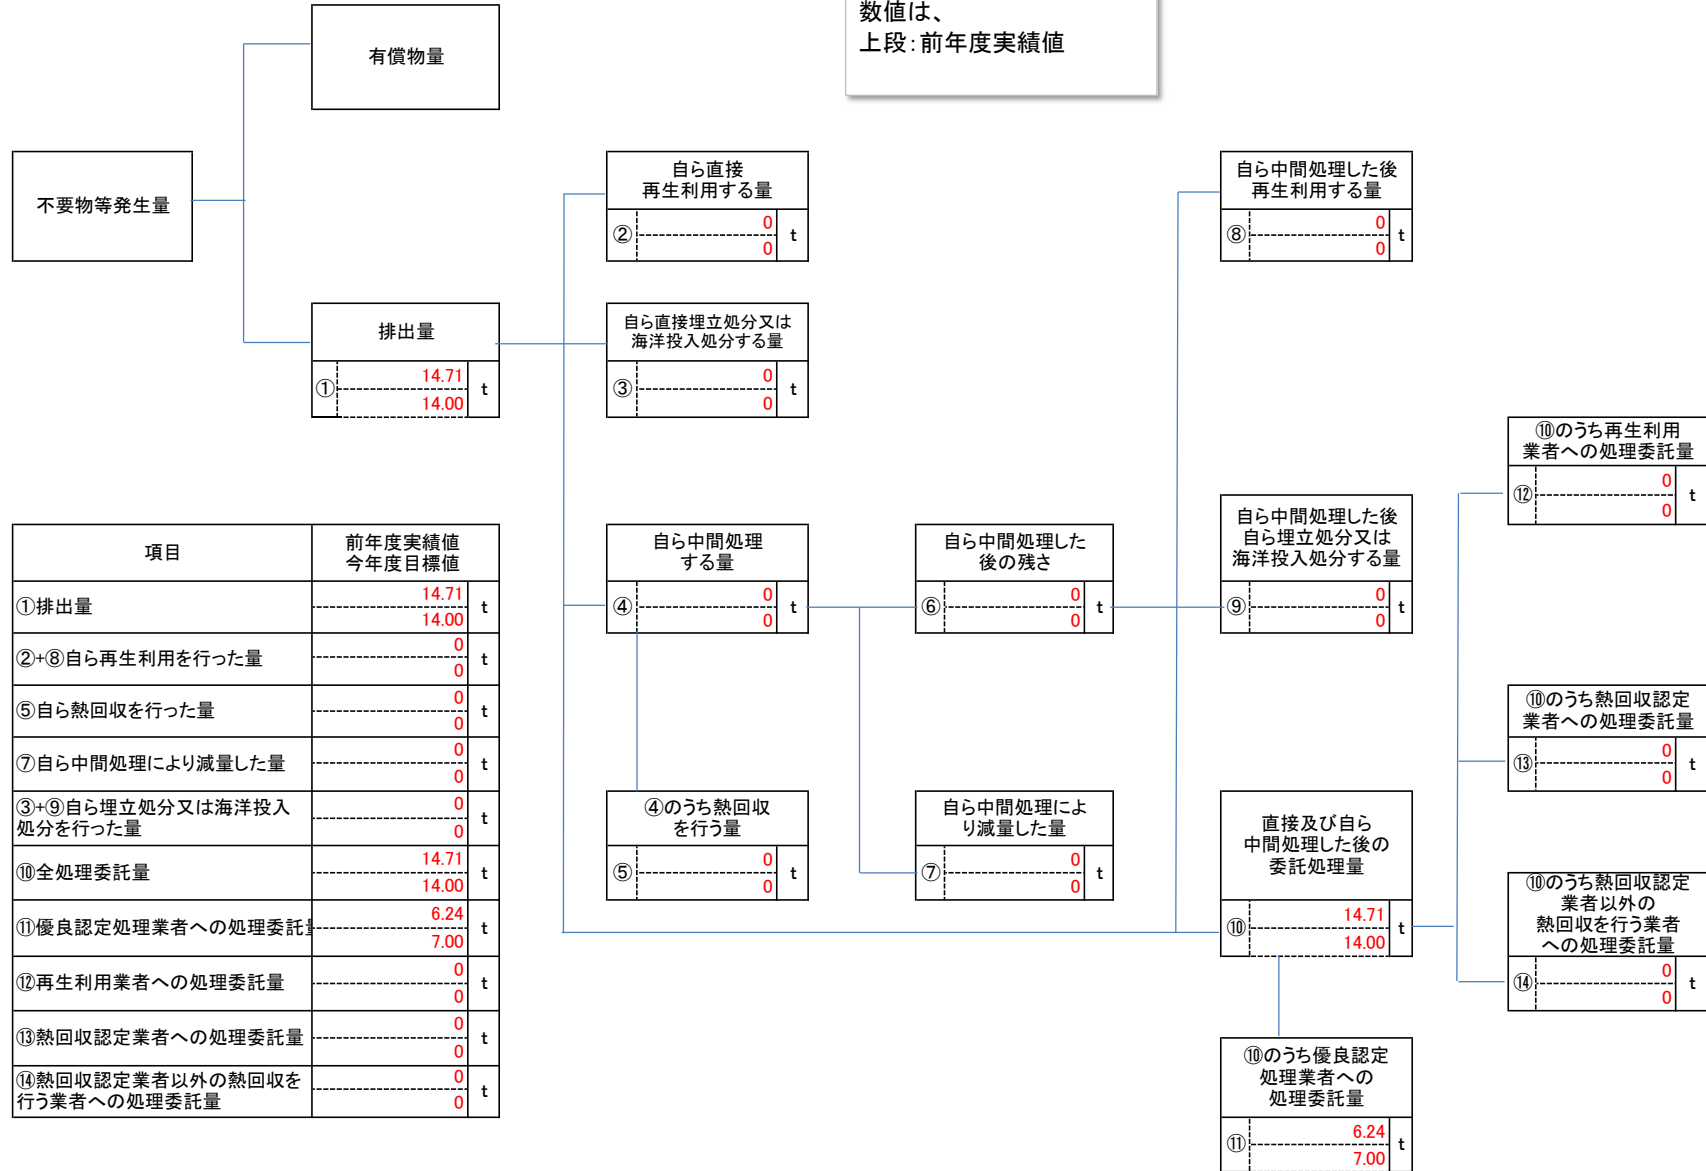 数値は、
上段：前年度実績値
有償物量
不要物等発生量
自ら直接
再生利用する量
②
0
0
t
自ら中間処理した後
再生利用する量
⑧
0
0
t
排出量
①
14.71
14.00
t
自ら直接埋立処分又は
海洋投入処分する量
③
0
0
t
⑩のうち再生利用
業者への処理委託量
⑫
0
0
t
自ら中間処理
する量
④
0
0
t
自ら中間処理した
後の残さ
⑥
0
0
t
自ら中間処理した後
自ら埋立処分又は
海洋投入処分する量
⑨
0
0
t
⑩のうち熱回収認定
業者への処理委託量
⑬
0
0
t
④のうち熱回収
を行う量
⑤
0
0
t
自ら中間処理によ
り減量した量
⑦
0
0
t
直接及び自ら
中間処理した後の
委託処理量
⑩
14.71
14.00
t
⑩のうち熱回収認定
業者以外の
熱回収を行う業者
への処理委託量
⑭
0
0
t
⑩のうち優良認定
処理業者への
処理委託量
⑪
6.24
7.00
t
項目
前年度実績値
今年度目標値
①排出量
14.71
14.00
t
②+⑧自ら再生利用を行った量
0
0
t
⑤自ら熱回収を行った量
0
0
t
⑦自ら中間処理により減量した量
0
0
t
③+⑨自ら埋立処分又は海洋投入
処分を行った量
0
0
t
⑩全処理委託量
14.71
14.00
t
⑪優良認定処理業者への処理委託
6.24
7.00
t
⑫再生利用業者への処理委託量
0
0
t
⑬熱回収認定業者への処理委託量
0
0
t
⑭熱回収認定業者以外の熱回収を
行う業者への処理委託量
0
0
t